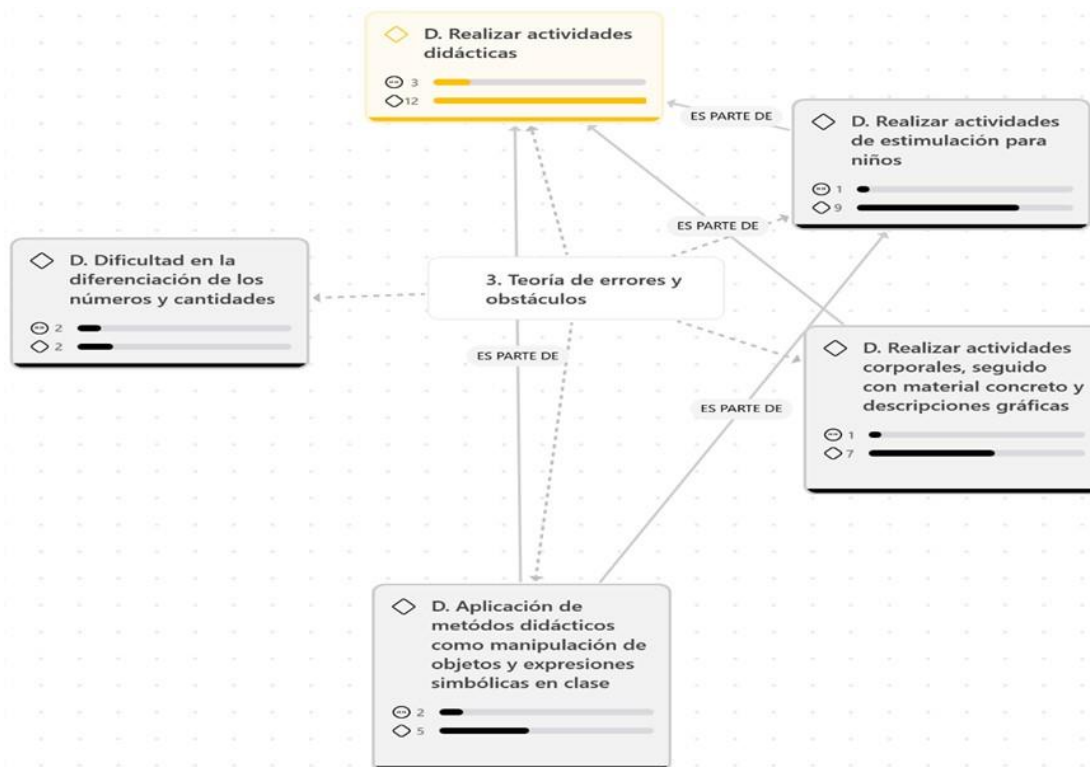 D. Realizar actividades
didácticas
3
12
ES PARTE DE
D. Realizar actividades
de estimulación para
niños
1
9
ES PARTE DE
D. Dificultad en la
diferenciación de los
números y cantidades
2
2
3. Teoría de errores y
obstáculos
ES PARTE DE
D. Realizar actividades
corporales, seguido
con material concreto y
descripciones gráficas
1
7
ES PARTE DE
D. Aplicación de
metódos didácticos
como manipulación de
objetos y expresiones
simbólicas en clase
2
5